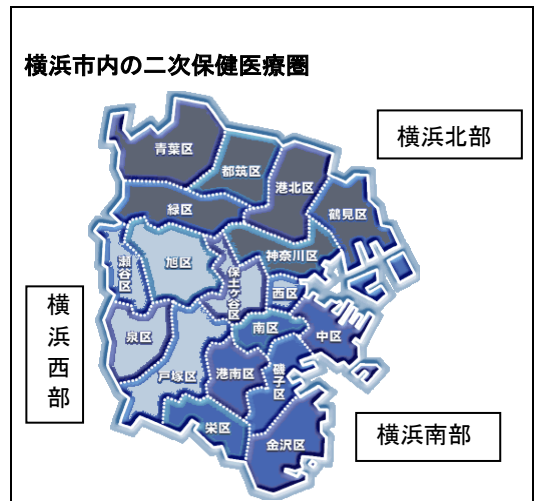 横浜市内の二次保健医療圏
横浜北部
青葉区
都筑区
港北区
鶴見区
緑区
神奈川区
瀬谷区
旭区
保土ヶ谷区
西区
横浜西部
泉区
南区
中区
戸塚区
港南区
磯子区
栄区
金沢区
横浜南部